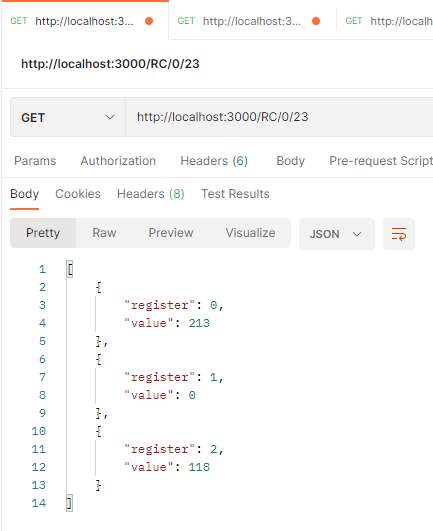 GET http://localhost:3... GET http://localhost:3... GET http://loca
http://localhost:3000/RC/0/23
GET http://localhost:3000/RC/0/23
Params Authorization Headers (6) Body Pre-request Script
Body Cookies Headers (8) Test Results
Pretty Raw Preview Visualize JSON
1 [
2 {
3 "register": 0,
4 "value": 213
5 },
6 {
7 "register": 1,
8 "value": 0
9 },
10 {
11 "register": 2,
12 "value": 118
13 }
14 ]